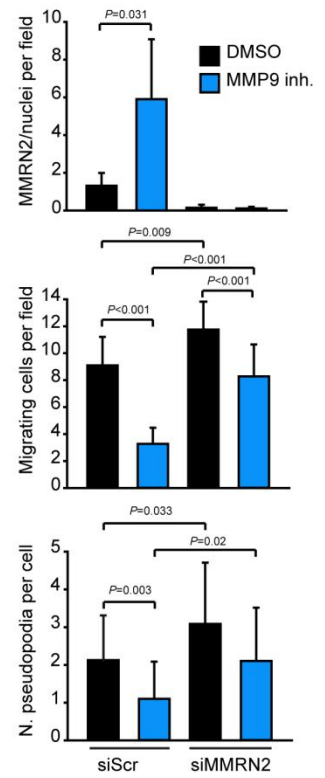 MMRN2/nuclei per field
10
8
6
4
2
0
P=0.031
DMSO
MMP9 inh.
Migrating cells per field
14
12
10
8
6
4
2
0
P=0.009
P<0.001
P<0.001
P<0.001
N. pseudopodia per cell
5
4
3
2
1
0
P=0.033
P=0.02
P=0.003
siScr siMMRN2